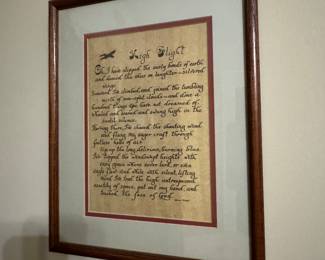 High Flight
Oh, I have slipped the surly bonds of earth
and danced the skies on laughter-silvered
wings;
Sunward I've climbed, and joined the tumbling
mirth of sun-split clouds-and done a
hundred things You have not dreamed of-
Wheeled and soared and swung high in the
sunlit silence.
Hov'ring there, I've chased the shouting wind
and flung my eager craft through
footless halls of air.
Up, up the long, delirious, burning blue
I've topped the windswept heights with
easy grace where never lark, or even
eagle flew. And while with silent, lifting
mind I've trod the high untrespassed
sanctity of space, put out my hand, and
touched the face of God.